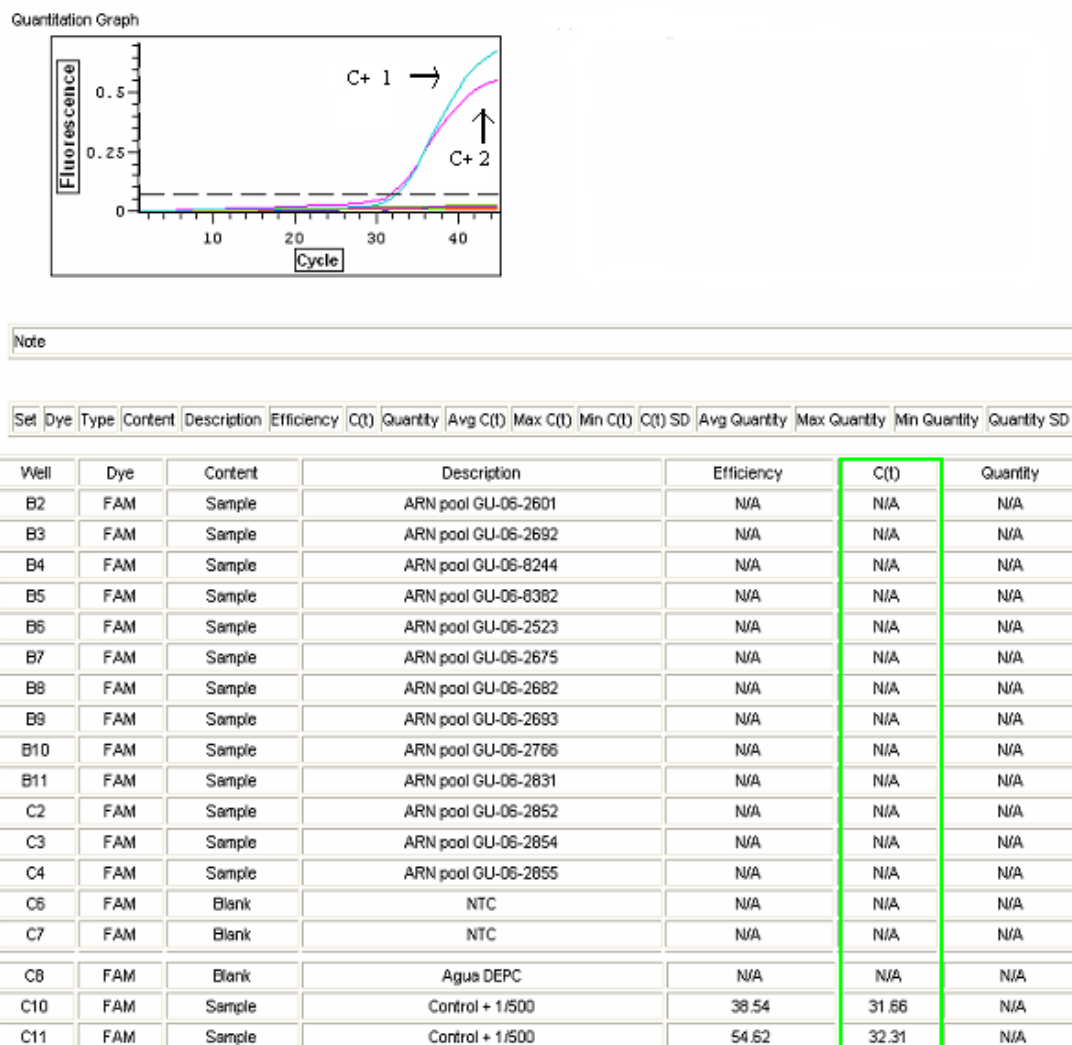 Quantitation Graph
C+ 1
0.5
Fluorescence
C+ 2
0.25
0
10 20 30 40
Cycle
Note
Set Dye Type Content Description Efficiency C(t) Quantity Avg C(t) Max C(t) Min C(t) C(t) SD Avg Quantity Max Quantity Min Quantity Quantity SD
Well Dye Content Description Efficiency C(t) Quantity
B2 FAM Sample ARN pool GU-06-2601 N/A N/A N/A
B3 FAM Sample ARN pool GU-06-2692 N/A N/A N/A
B4 FAM Sample ARN pool GU-06-8244 N/A N/A N/A
B5 FAM Sample ARN pool GU-06-8382 N/A N/A N/A
B6 FAM Sample ARN pool GU-06-2523 N/A N/A N/A
B7 FAM Sample ARN pool GU-06-2675 N/A N/A N/A
B8 FAM Sample ARN pool GU-06-2682 N/A N/A N/A
B9 FAM Sample ARN pool GU-06-2693 N/A N/A N/A
B10 FAM Sample ARN pool GU-06-2766 N/A N/A N/A
B11 FAM Sample ARN pool GU-06-2831 N/A N/A N/A
C2 FAM Sample ARN pool GU-06-2852 N/A N/A N/A
C3 FAM Sample ARN pool GU-06-2854 N/A N/A N/A
C4 FAM Sample ARN pool GU-06-2855 N/A N/A N/A
C6 FAM Blank NTC N/A N/A N/A
C7 FAM Blank NTC N/A N/A N/A
C8 FAM Blank Agua DEPC N/A N/A N/A
C10 FAM Sample Control + 1/500 38.54 31.66 N/A
C11 FAM Sample Control + 1/500 54.62 32.31 N/A